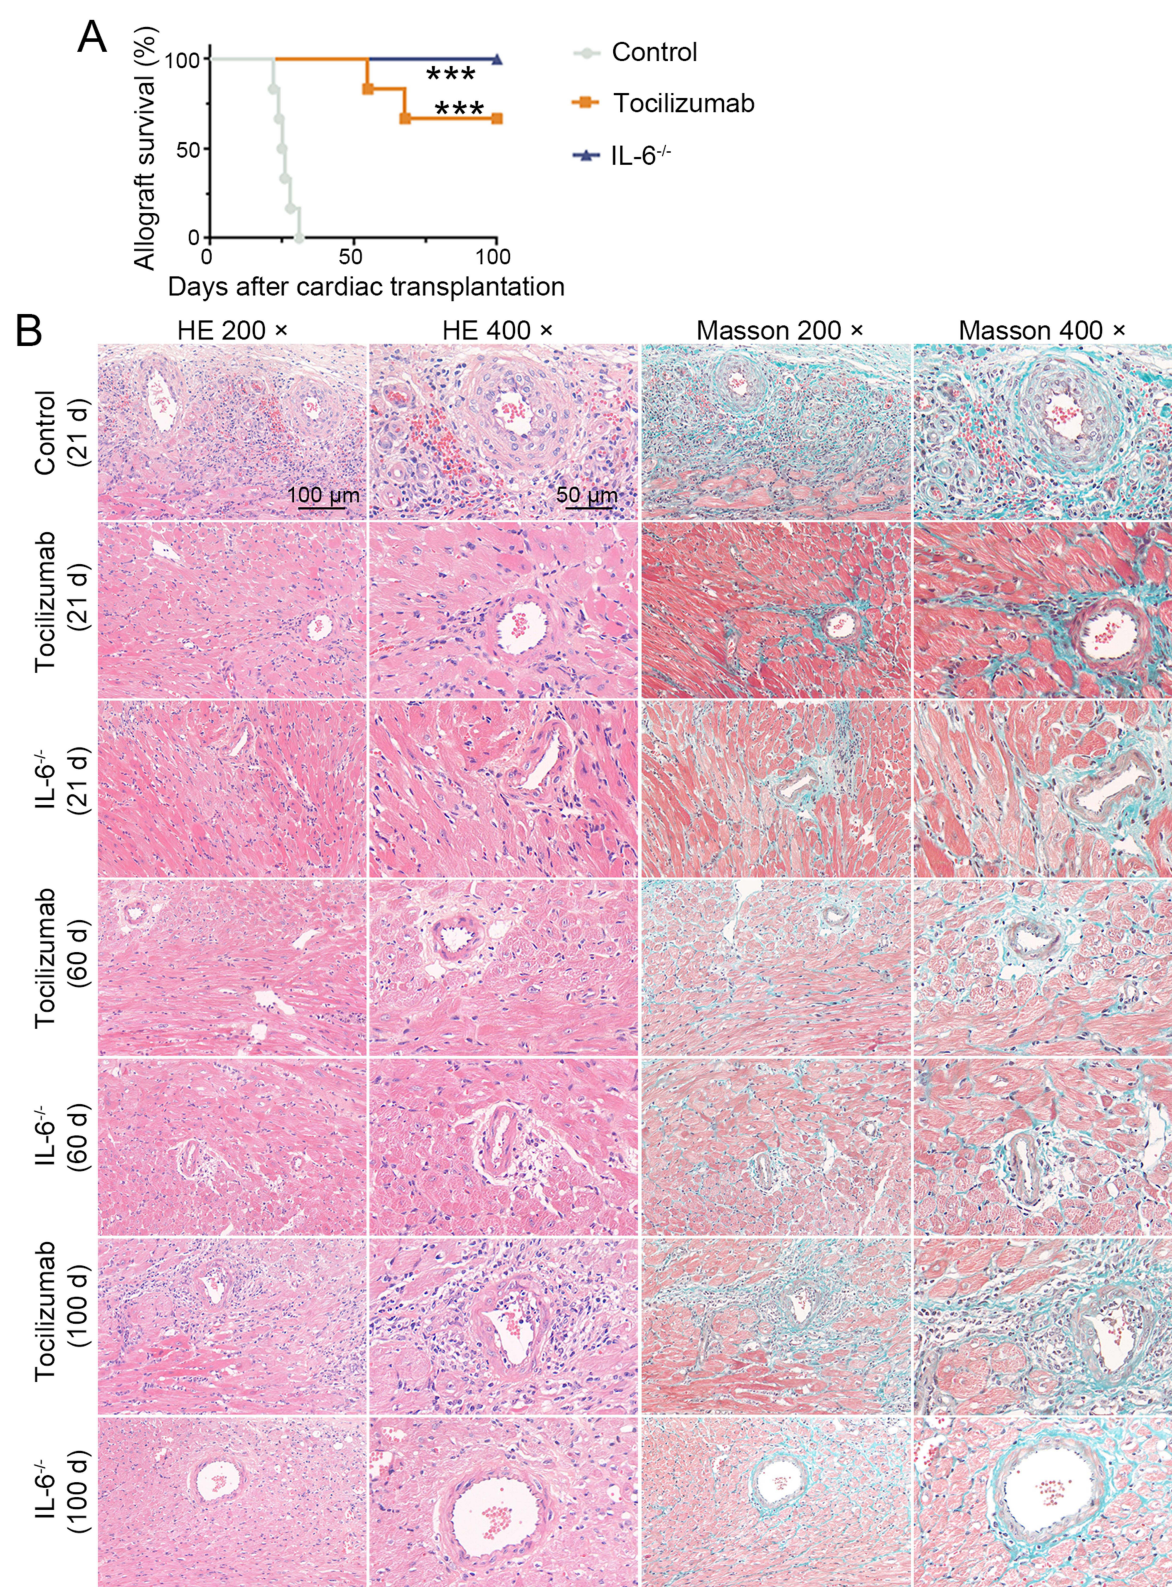 A
Allograft survival (%)
100
50
0
0
50
100
Days after cardiac transplantation
***
***
Control
Tocilizumab
IL-6-/-
B
HE 200 ×
HE 400 ×
Masson 200 ×
Masson 400 ×
Control
(21 d)
100 µm
50 µm
Tocilizumab
(21 d)
IL-6-/-
(21 d)
Tocilizumab
(60 d)
IL-6-/-
(60 d)
Tocilizumab
(100 d)
IL-6-/-
(100 d)